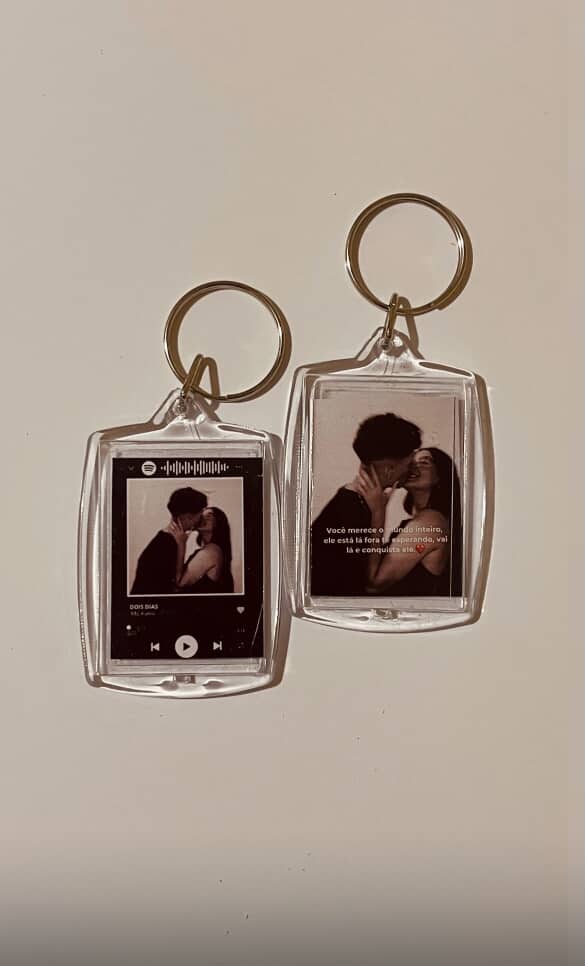 DOIS DIAS
Você merece o mundo inteiro,
ele está lá fora te esperando, vai
lá e conquista ele.❤️